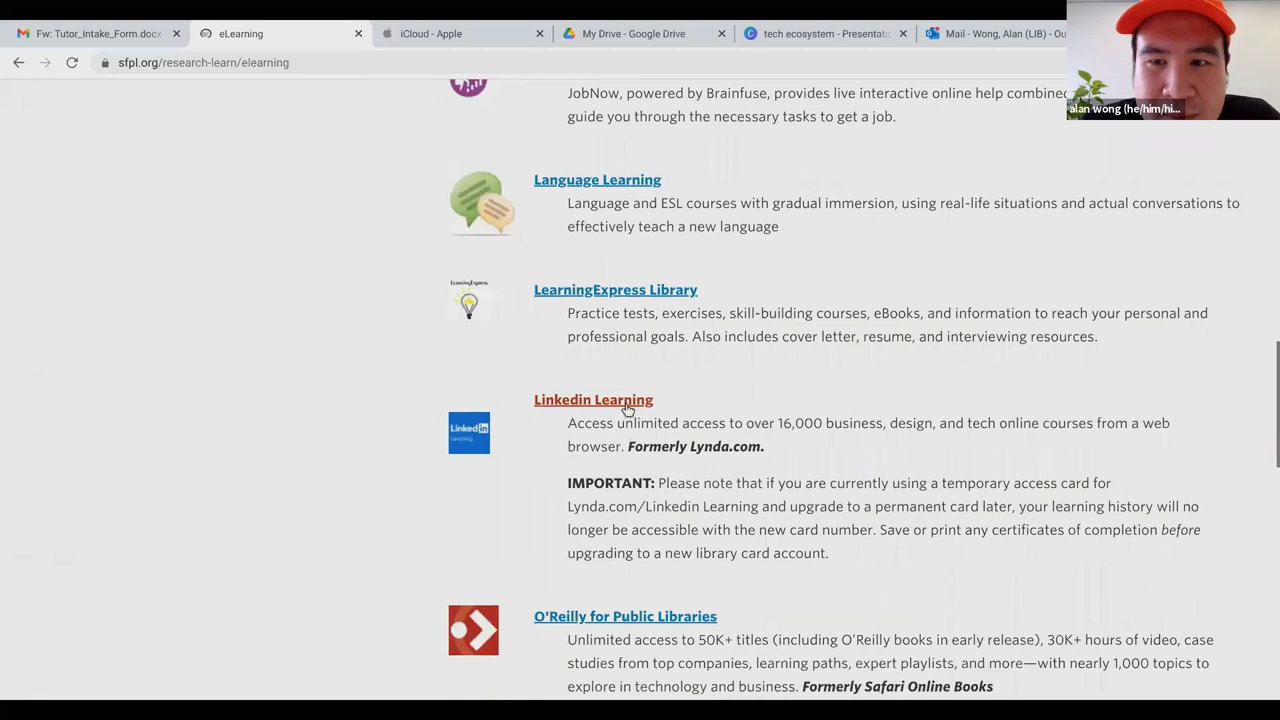 Fw: Tutor_Intake_Form.docx
eLearning
iCloud - Apple
My Drive - Google Drive
tech ecosystem - Presentatio
Mail - Wong, Alan (LIB) - Ou
sfpl.org/research-learn/elearning
alan wong (he/him/hi...
JobNow, powered by Brainfuse, provides live interactive online help combined
guide you through the necessary tasks to get a job.
Language Learning
Language and ESL courses with gradual immersion, using real-life situations and actual conversations to
effectively teach a new language
LearningExpress
LearningExpress Library
Practice tests, exercises, skill-building courses, eBooks, and information to reach your personal and
professional goals. Also includes cover letter, resume, and interviewing resources.
Linkedin Learning
Linked in
Learning
Access unlimited access to over 16,000 business, design, and tech online courses from a web
browser. Formerly Lynda.com.
IMPORTANT: Please note that if you are currently using a temporary access card for
Lynda.com/Linkedin Learning and upgrade to a permanent card later, your learning history will no
longer be accessible with the new card number. Save or print any certificates of completion before
upgrading to a new library card account.
O'Reilly for Public Libraries
Unlimited access to 50K+ titles (including O'Reilly books in early release), 30K+ hours of video, case
studies from top companies, learning paths, expert playlists, and more—with nearly 1,000 topics to
explore in technology and business. Formerly Safari Online Books